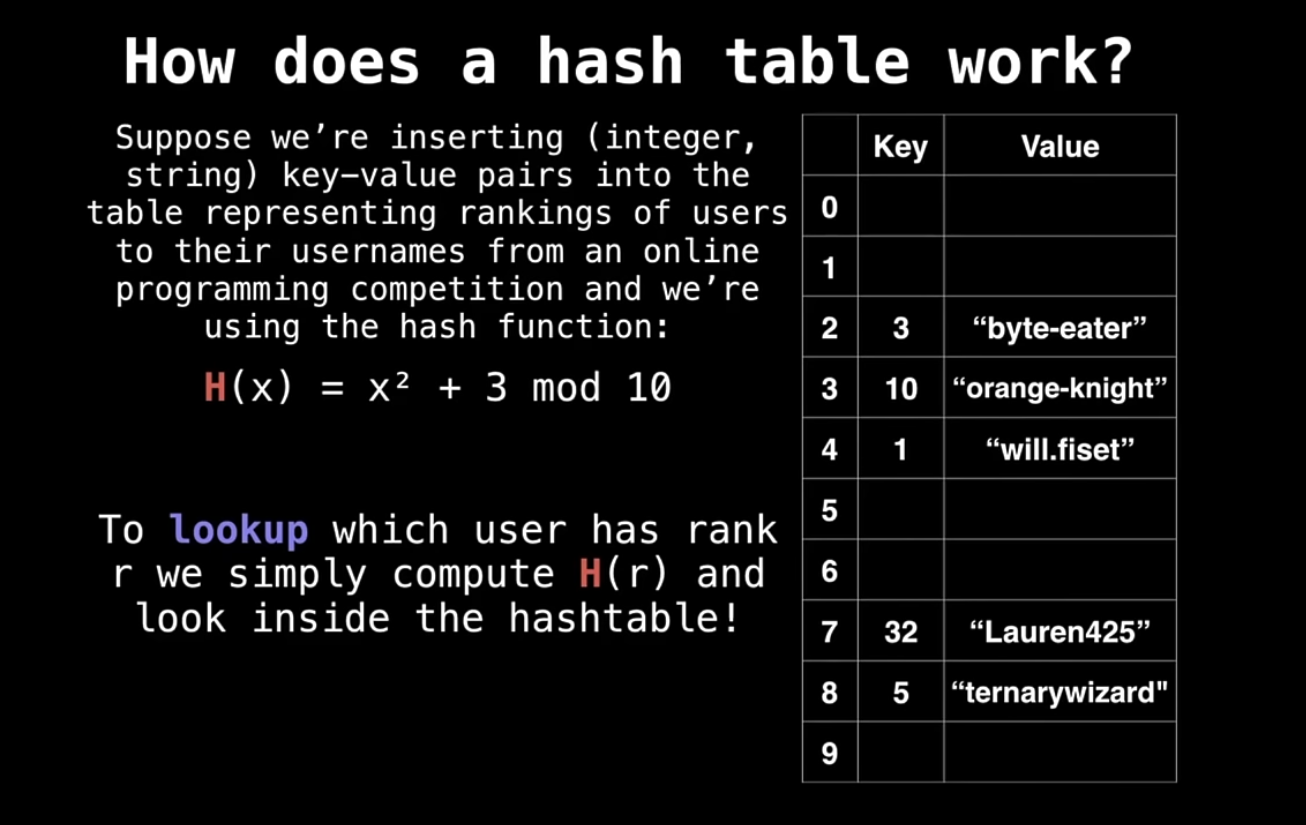 How does a hash table work?
Suppose we’re inserting (integer,
string) key–value pairs into the
table representing rankings of users
to their usernames from an online
programming competition and we’re
using the hash function:
H(x) = x² + 3 mod 10
To lookup which user has rank
r we simply compute H(r) and
look inside the hashtable!
Key Value
0
1
2 3 “byte-eater”
3 10 “orange-knight”
4 1 “will.fiset”
5
6
7 32 “Lauren425”
8 5 “ternarywizard"
9